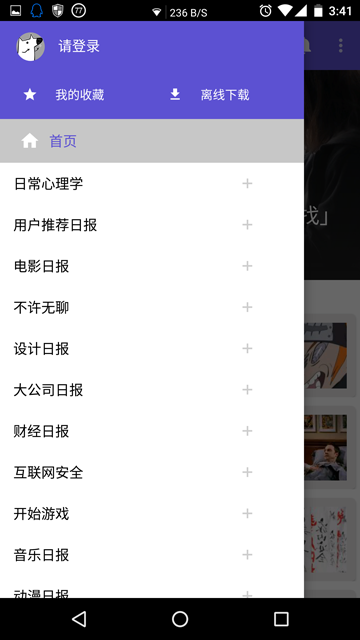 77
236 B/S
3:41
请登录
我的收藏
离线下载
首页
日常心理学
用户推荐日报
电影日报
不许无聊
设计日报
大公司日报
财经日报
互联网安全
开始游戏
音乐日报
动漫日报
找」